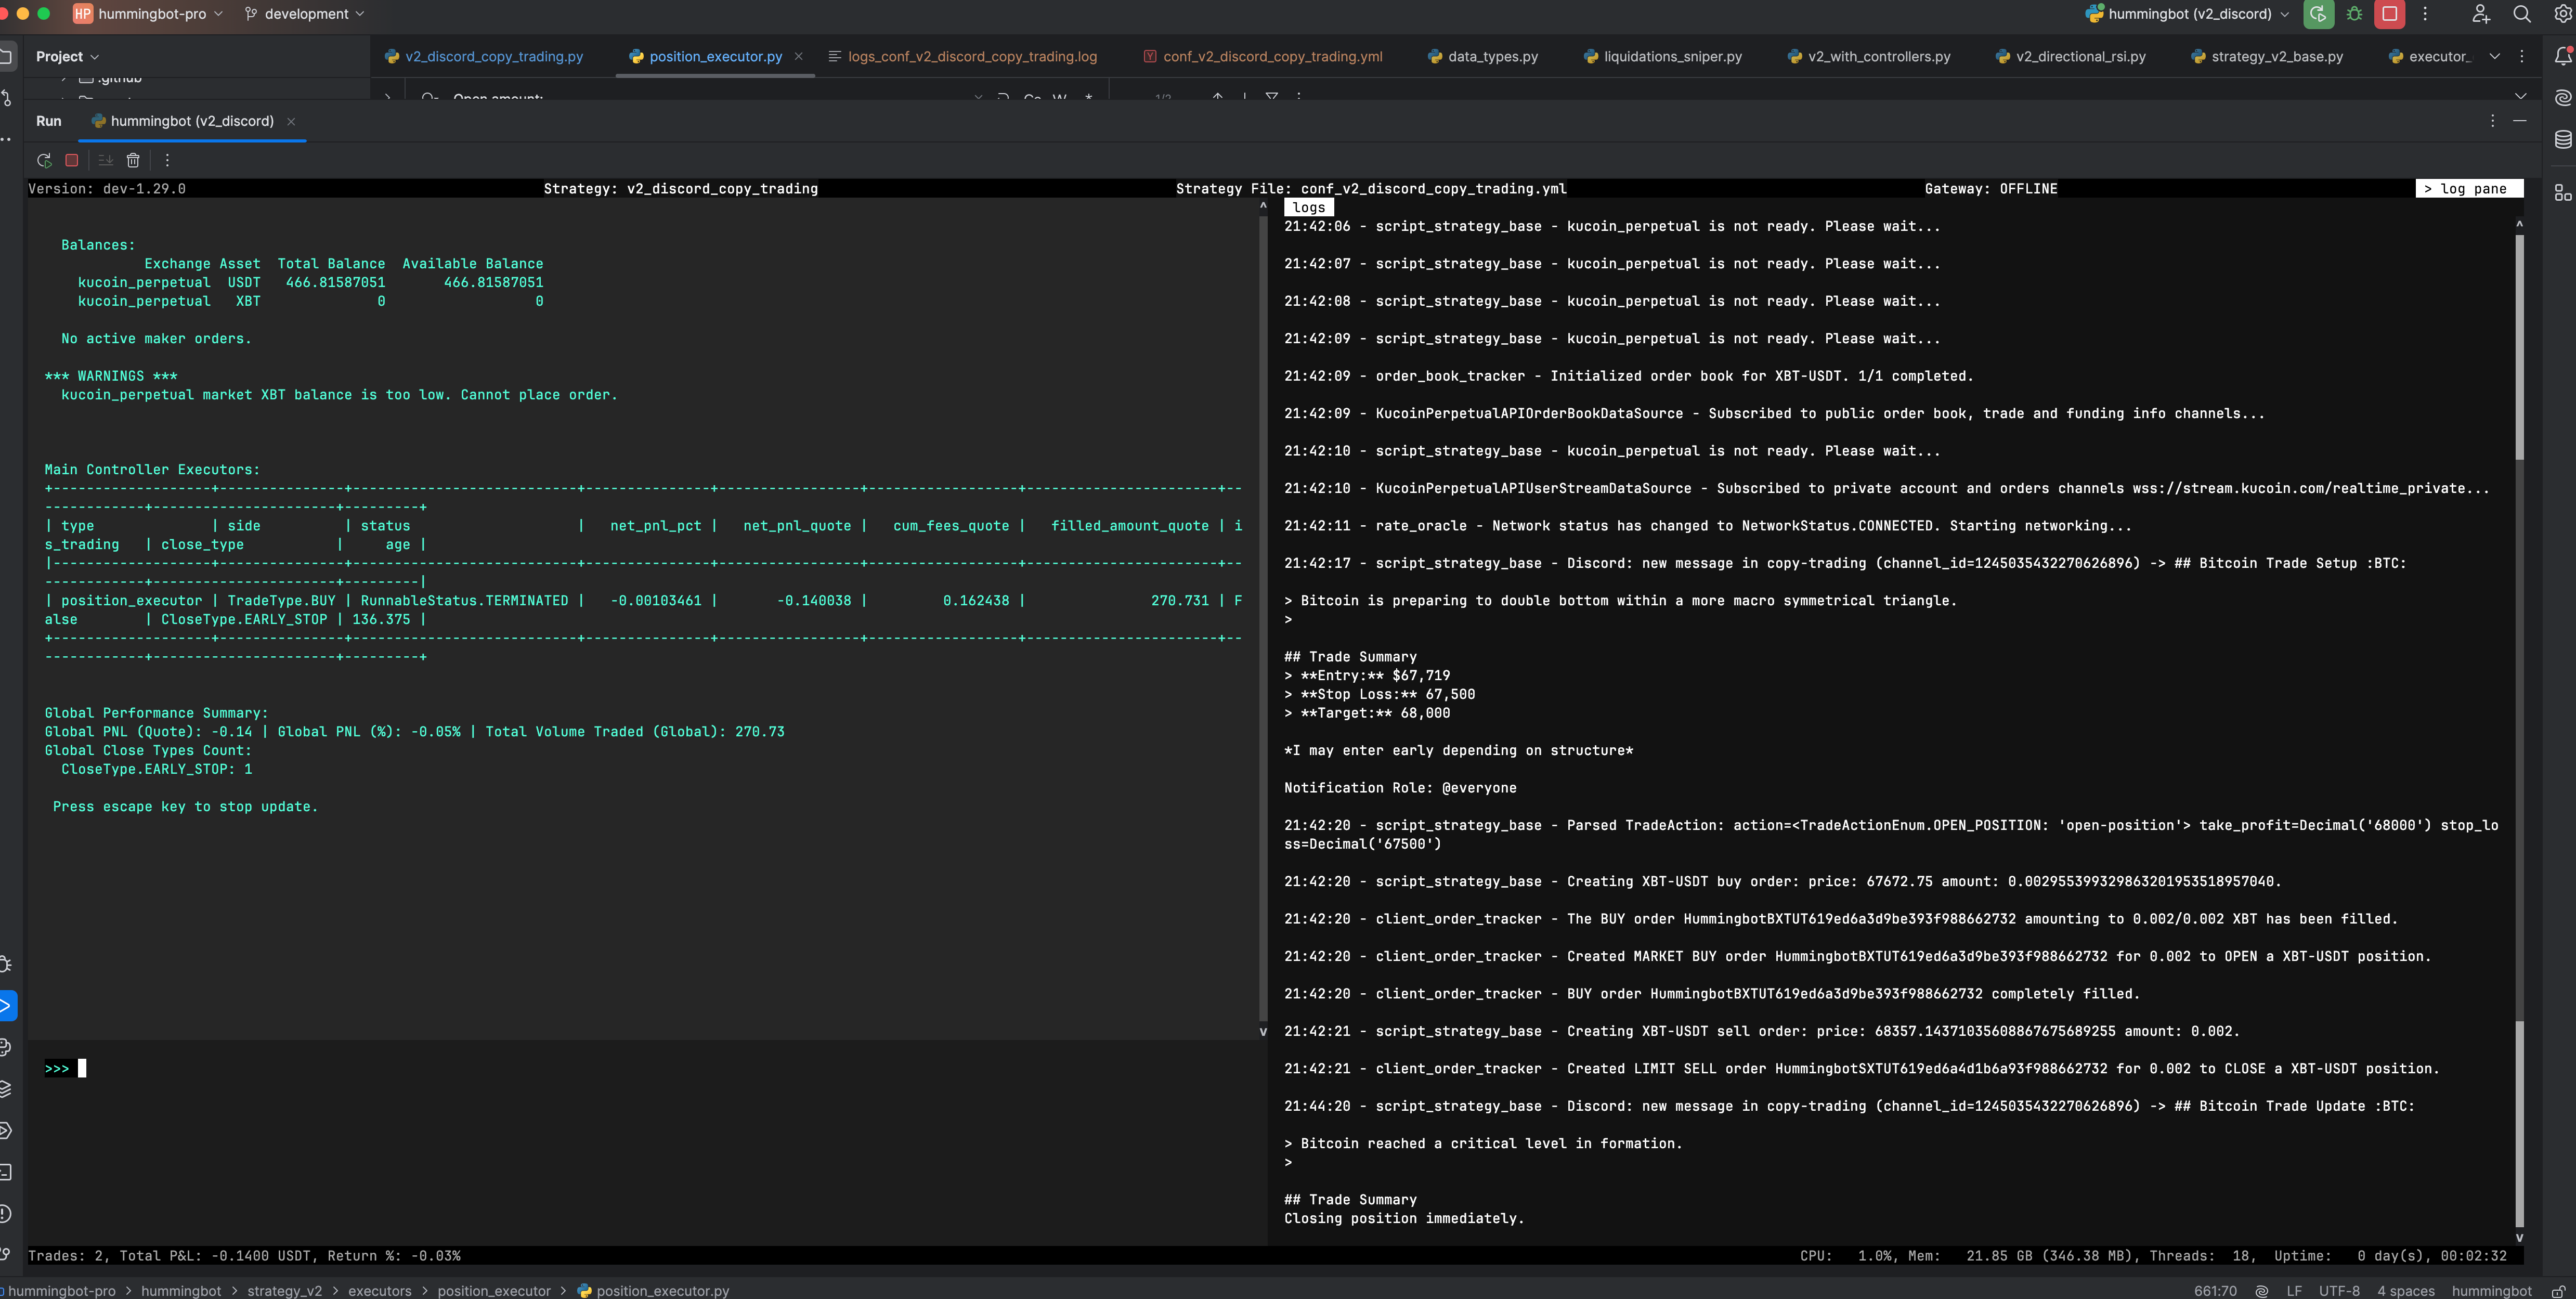 HP hummingbot-pro development hummingbot (v2_discord)
Project v2_discord_copy_trading.py position_executor.py logs_conf_v2_discord_copy_trading.log conf_v2_discord_copy_trading.yml data_types.py liquidations_sniper.py v2_with_controllers.py v2_directional_rsi.py strategy_v2_base.py executor_
.github
Open amount: Cc W * 1/2
Run hummingbot (v2_discord)
Version: dev-1.29.0 Strategy: v2_discord_copy_trading Strategy File: conf_v2_discord_copy_trading.yml Gateway: OFFLINE > log pane
Balances:
Exchange Asset Total Balance Available Balance
kucoin_perpetual USDT 466.81587051 466.81587051
kucoin_perpetual XBT 0 0
No active maker orders.
*** WARNINGS ***
kucoin_perpetual market XBT balance is too low. Cannot place order.
Main Controller Executors:
+-------------------+---------------+---------------------------+---------------+-----------------+------------------+-----------------------+--
------------+----------------------+---------+
| type | side | status | net_pnl_pct | net_pnl_quote | cum_fees_quote | filled_amount_quote | i
s_trading | close_type | age |
|-------------------+---------------+---------------------------+---------------+-----------------+------------------+-----------------------+--
------------+----------------------+---------|
| position_executor | TradeType.BUY | RunnableStatus.TERMINATED | -0.00103461 | -0.140038 | 0.162438 | 270.731 | F
alse | CloseType.EARLY_STOP | 136.375 |
+-------------------+---------------+---------------------------+---------------+-----------------+------------------+-----------------------+--
------------+----------------------+---------+
Global Performance Summary:
Global PNL (Quote): -0.14 | Global PNL (%): -0.05% | Total Volume Traded (Global): 270.73
Global Close Types Count:
CloseType.EARLY_STOP: 1
Press escape key to stop update.
>>>
logs
21:42:06 - script_strategy_base - kucoin_perpetual is not ready. Please wait...
21:42:07 - script_strategy_base - kucoin_perpetual is not ready. Please wait...
21:42:08 - script_strategy_base - kucoin_perpetual is not ready. Please wait...
21:42:09 - script_strategy_base - kucoin_perpetual is not ready. Please wait...
21:42:09 - order_book_tracker - Initialized order book for XBT-USDT. 1/1 completed.
21:42:09 - KucoinPerpetualAPIOrderBookDataSource - Subscribed to public order book, trade and funding info channels...
21:42:10 - script_strategy_base - kucoin_perpetual is not ready. Please wait...
21:42:10 - KucoinPerpetualAPIUserStreamDataSource - Subscribed to private account and orders channels wss://stream.kucoin.com/realtime_private...
21:42:11 - rate_oracle - Network status has changed to NetworkStatus.CONNECTED. Starting networking...
21:42:17 - script_strategy_base - Discord: new message in copy-trading (channel_id=1245035432270626896) -> ## Bitcoin Trade Setup :BTC:
> Bitcoin is preparing to double bottom within a more macro symmetrical triangle.
>
## Trade Summary
> **Entry:** $67,719
> **Stop Loss:** 67,500
> **Target:** 68,000
*I may enter early depending on structure*
Notification Role: @everyone
21:42:20 - script_strategy_base - Parsed TradeAction: action=<TradeActionEnum.OPEN_POSITION: 'open-position'> take_profit=Decimal('68000') stop_lo
ss=Decimal('67500')
21:42:20 - script_strategy_base - Creating XBT-USDT buy order: price: 67672.75 amount: 0.002955399329863201953518957040.
21:42:20 - client_order_tracker - The BUY order HummingbotBXTUT619ed6a3d9be393f988662732 amounting to 0.002/0.002 XBT has been filled.
21:42:20 - client_order_tracker - Created MARKET BUY order HummingbotBXTUT619ed6a3d9be393f988662732 for 0.002 to OPEN a XBT-USDT position.
21:42:20 - client_order_tracker - BUY order HummingbotBXTUT619ed6a3d9be393f988662732 completely filled.
21:42:21 - script_strategy_base - Creating XBT-USDT sell order: price: 68357.14371035608867675689255 amount: 0.002.
21:42:21 - client_order_tracker - Created LIMIT SELL order HummingbotSXTUT619ed6a4d1b6a93f988662732 for 0.002 to CLOSE a XBT-USDT position.
21:44:20 - script_strategy_base - Discord: new message in copy-trading (channel_id=1245035432270626896) -> ## Bitcoin Trade Update :BTC:
> Bitcoin reached a critical level in formation.
>
## Trade Summary
Closing position immediately.
Trades: 2, Total P&L: -0.1400 USDT, Return %: -0.03% CPU: 1.0%, Mem: 21.85 GB (346.38 MB), Threads: 18, Uptime: 0 day(s), 00:02:32
hummingbot-pro > hummingbot > strategy_v2 > executors > position_executor > position_executor.py 661:70 LF UTF-8 4 spaces hummingbot